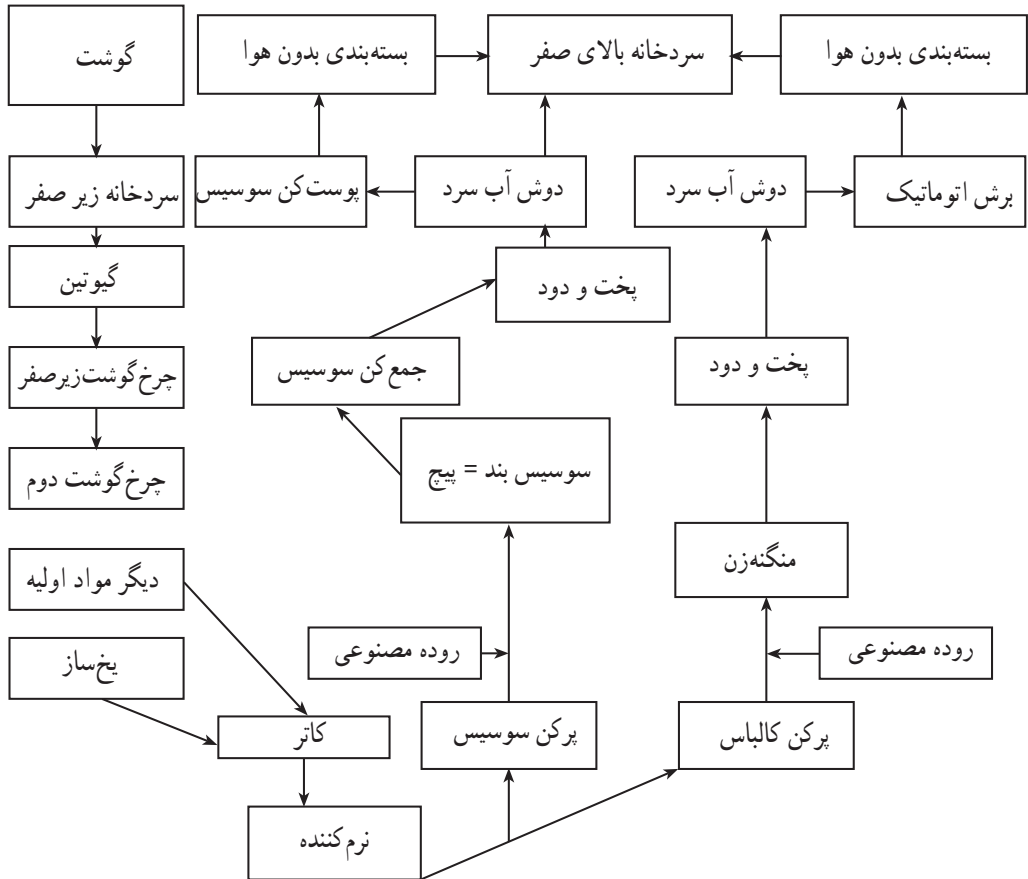 گوشت
بسته‌بندی بدون هوا
سردخانه بالای صفر
بسته‌بندی بدون هوا
سردخانه زیر صفر
پوست‌کن سوسیس
دوش آب سرد
دوش آب سرد
برش اتوماتیک
گیوتین
پخت و دود
چرخ‌گوشت‌زیرصفر
جمع‌کن سوسیس
پخت و دود
چرخ‌گوشت دوم
سوسیس بند = پیچ
منگنه‌زن
دیگر مواد اولیه
یخ‌ساز
روده مصنوعی
روده مصنوعی
کاتر
پرکن سوسیس
پرکن کالباس
نرم‌کننده